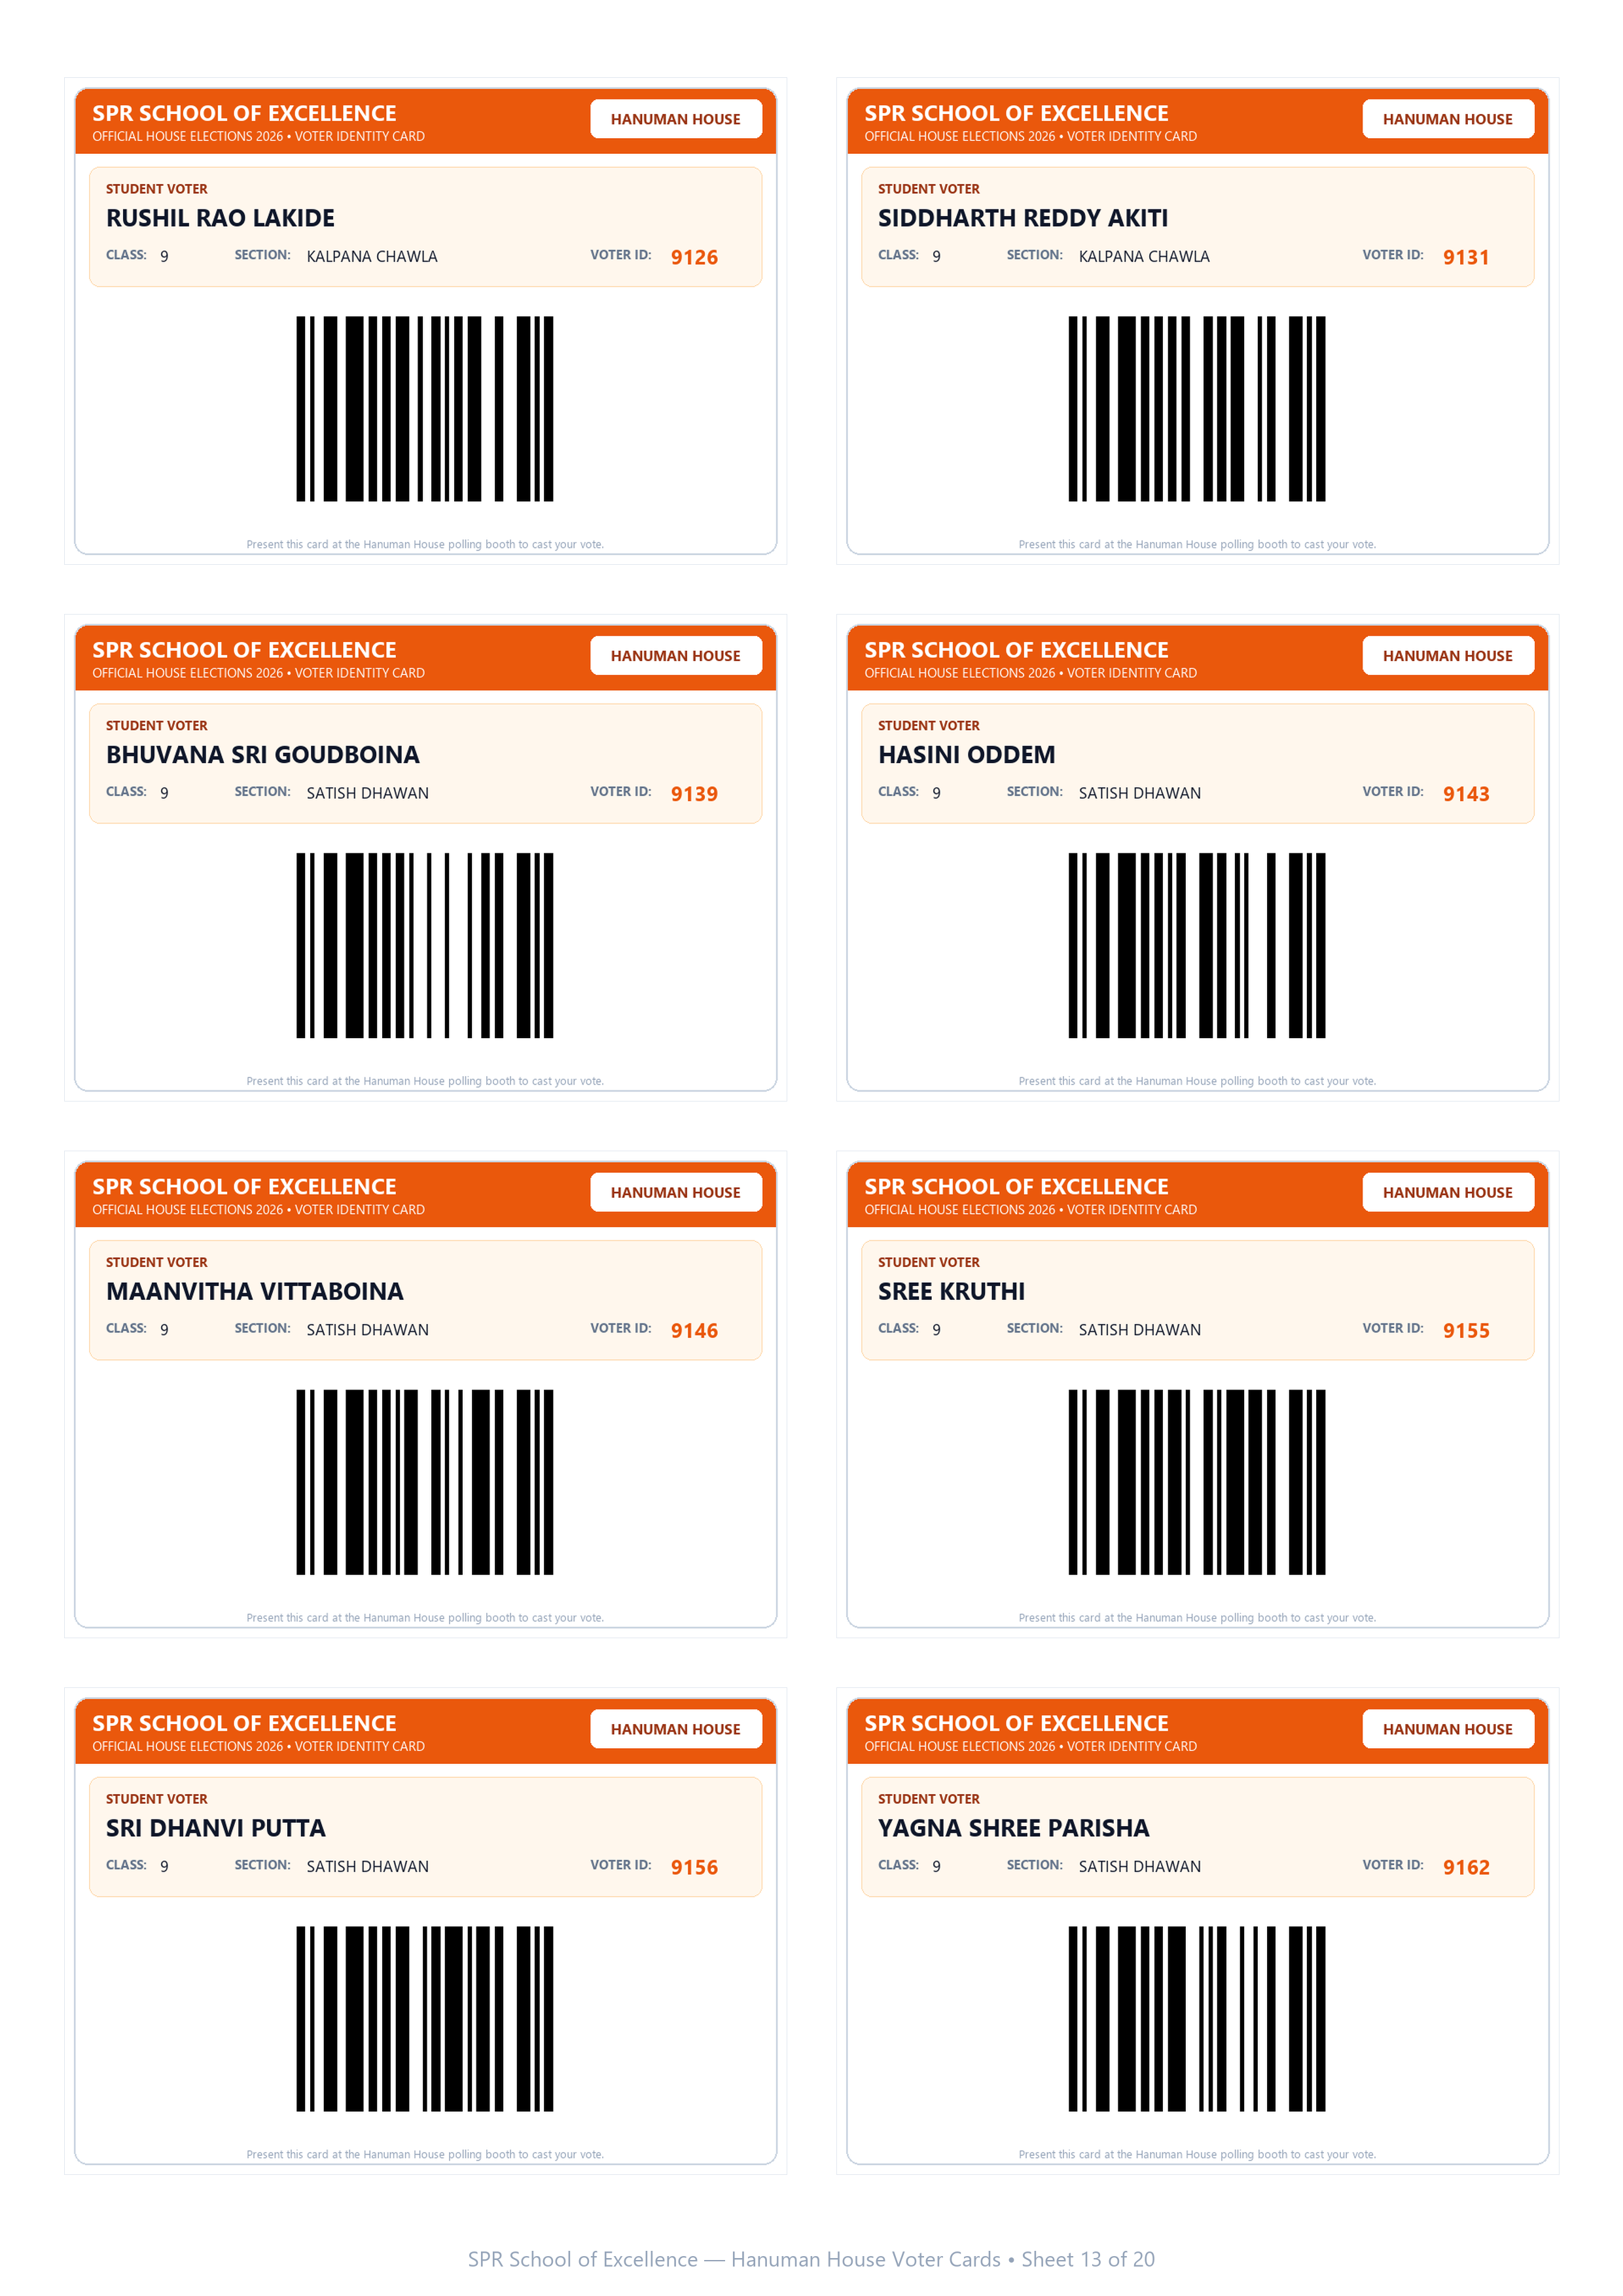 SPR SCHOOL OF EXCELLENCE
OFFICIAL HOUSE ELECTIONS 2026 • VOTER IDENTITY CARD
HANUMAN HOUSE
STUDENT VOTER
RUSHIL RAO LAKIDE
CLASS: 9 SECTION: KALPANA CHAWLA VOTER ID: 9126
Present this card at the Hanuman House polling booth to cast your vote.
SPR SCHOOL OF EXCELLENCE
OFFICIAL HOUSE ELECTIONS 2026 • VOTER IDENTITY CARD
HANUMAN HOUSE
STUDENT VOTER
SIDDHARTH REDDY AKITI
CLASS: 9 SECTION: KALPANA CHAWLA VOTER ID: 9131
Present this card at the Hanuman House polling booth to cast your vote.
SPR SCHOOL OF EXCELLENCE
OFFICIAL HOUSE ELECTIONS 2026 • VOTER IDENTITY CARD
HANUMAN HOUSE
STUDENT VOTER
BHUVANA SRI GOUDBOINA
CLASS: 9 SECTION: SATISH DHAWAN VOTER ID: 9139
Present this card at the Hanuman House polling booth to cast your vote.
SPR SCHOOL OF EXCELLENCE
OFFICIAL HOUSE ELECTIONS 2026 • VOTER IDENTITY CARD
HANUMAN HOUSE
STUDENT VOTER
HASINI ODDEM
CLASS: 9 SECTION: SATISH DHAWAN VOTER ID: 9143
Present this card at the Hanuman House polling booth to cast your vote.
SPR SCHOOL OF EXCELLENCE
OFFICIAL HOUSE ELECTIONS 2026 • VOTER IDENTITY CARD
HANUMAN HOUSE
STUDENT VOTER
MAANVITHA VITTABOINA
CLASS: 9 SECTION: SATISH DHAWAN VOTER ID: 9146
Present this card at the Hanuman House polling booth to cast your vote.
SPR SCHOOL OF EXCELLENCE
OFFICIAL HOUSE ELECTIONS 2026 • VOTER IDENTITY CARD
HANUMAN HOUSE
STUDENT VOTER
SREE KRUTHI
CLASS: 9 SECTION: SATISH DHAWAN VOTER ID: 9155
Present this card at the Hanuman House polling booth to cast your vote.
SPR SCHOOL OF EXCELLENCE
OFFICIAL HOUSE ELECTIONS 2026 • VOTER IDENTITY CARD
HANUMAN HOUSE
STUDENT VOTER
SRI DHANVI PUTTA
CLASS: 9 SECTION: SATISH DHAWAN VOTER ID: 9156
Present this card at the Hanuman House polling booth to cast your vote.
SPR SCHOOL OF EXCELLENCE
OFFICIAL HOUSE ELECTIONS 2026 • VOTER IDENTITY CARD
HANUMAN HOUSE
STUDENT VOTER
YAGNA SHREE PARISHA
CLASS: 9 SECTION: SATISH DHAWAN VOTER ID: 9162
Present this card at the Hanuman House polling booth to cast your vote.
SPR School of Excellence — Hanuman House Voter Cards • Sheet 13 of 20